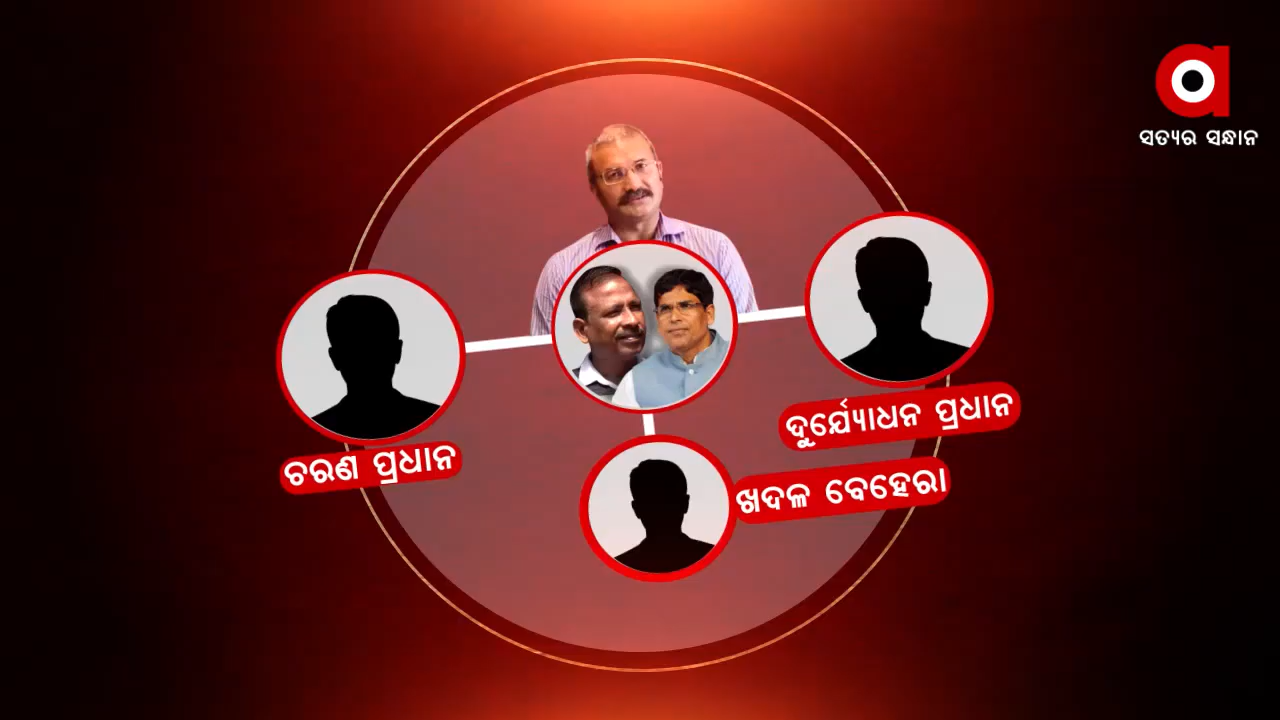 ସତ୍ୟର ସନ୍ଧାନ
ଦୁର୍ଯ୍ୟୋଧନ ପ୍ରଧାନ
ଚରଣ ପ୍ରଧାନ
ଖଦଳ ବେହେରା